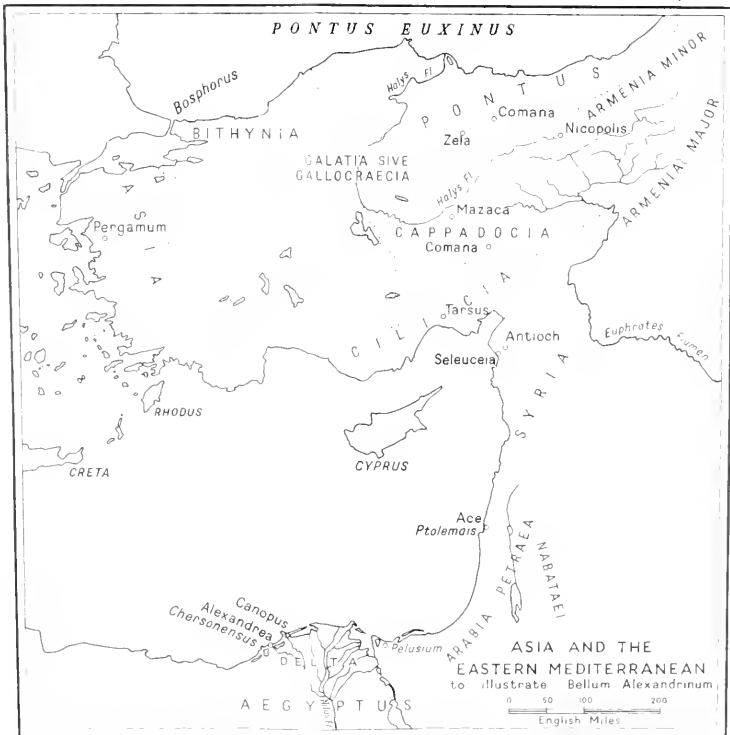 PONTUS EUXINUS
Bosphorus
BITHYNIA
Halys Fl
PONTUS
Comana
Zela
ARMENIA MINOR
Nicopolis
ARMENIA MAJOR
GALATIA SIVE
GALLOCRAECIA
Halys Fl.
Mazaca
CAPPADOCIA
Comana
ASIA
Pergamum
CILICIA
Tarsus
Antioch
Seleuceia
Euphrates Flumen
SYRIA
RHODUS
CRETA
CYPRUS
Ace
Ptolemais
ARABIA PETRAEA
NABATAEI
Canopus
Alexandrea
Chersonensus
DELTA
Pelusium
AEGYPTUS
Nilus Fl.
ASIA AND THE
EASTERN MEDITERRANEAN
to illustrate Bellum Alexandrinum
0 50 100 200
English Miles